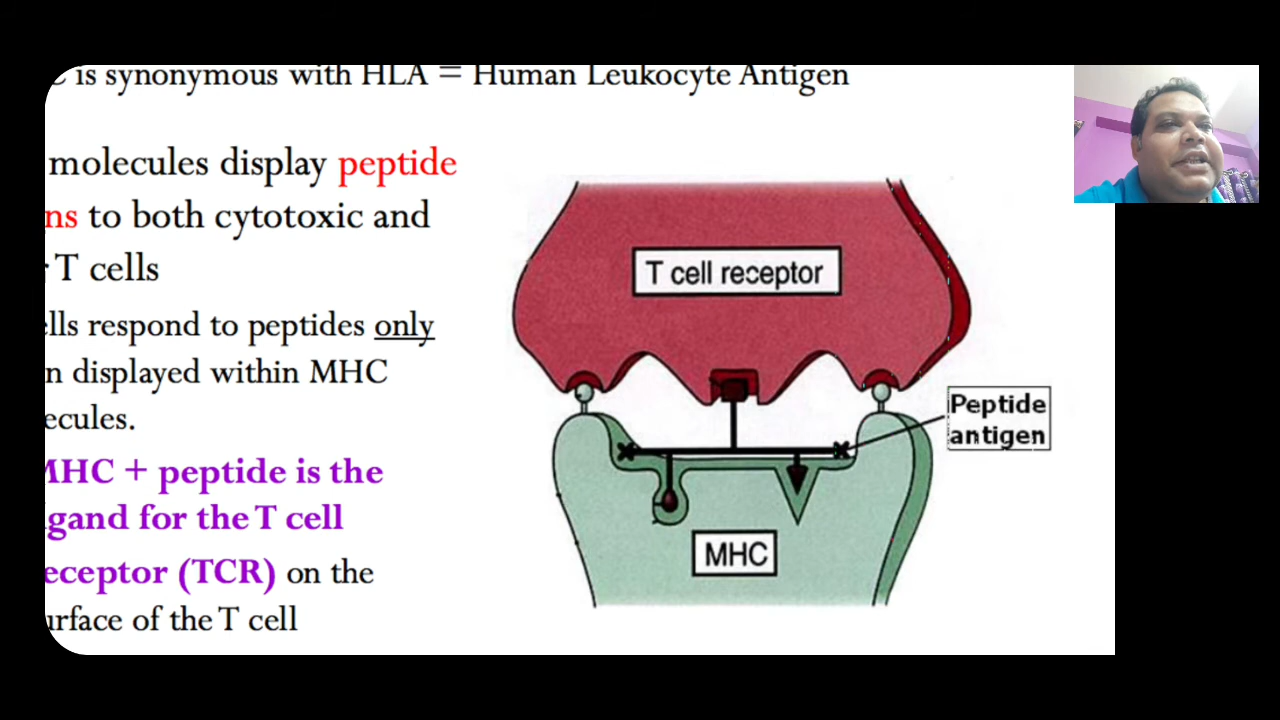 is synonymous with HLA = Human Leukocyte Antigen
molecules display peptide
ns to both cytotoxic and
T cells
lls respond to peptides only
n displayed within MHC
ecules.
MHC + peptide is the
gand for the T cell
eceptor (TCR) on the
urface of the T cell
T cell receptor
Peptide
antigen
MHC